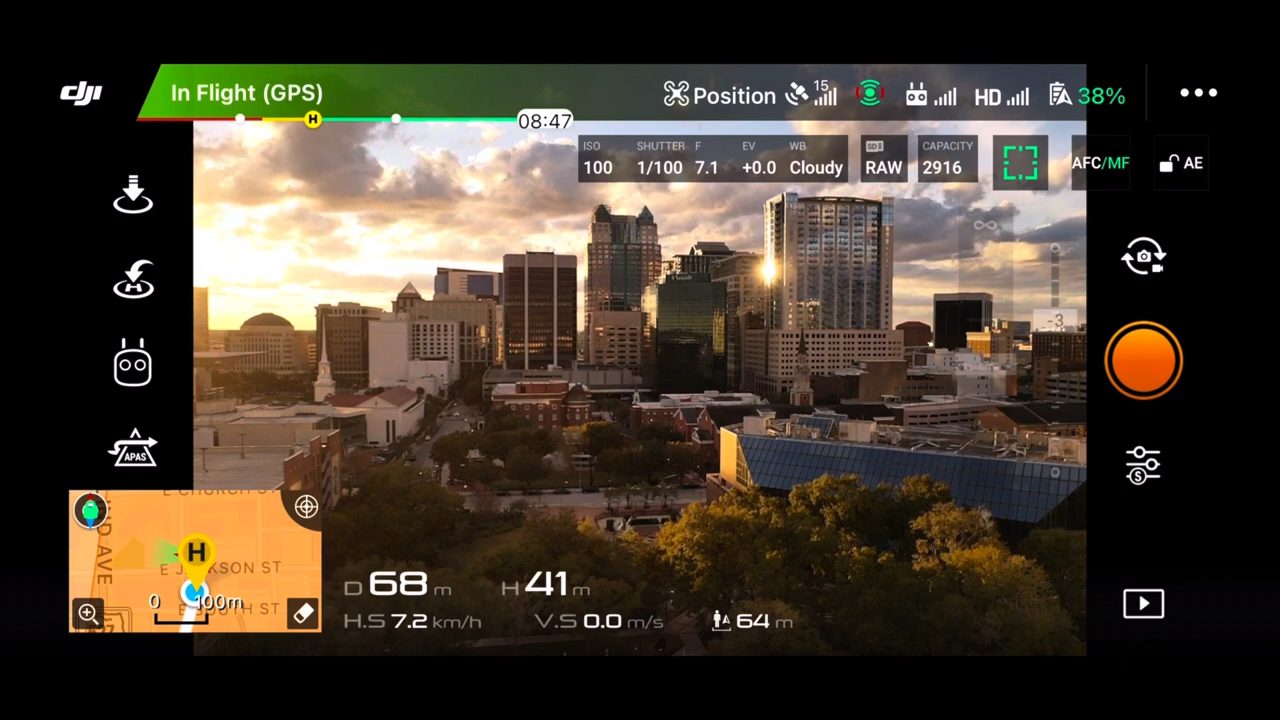 dji
In Flight (GPS)
Position
15
HD
38%
H
08:47
ISO
100
SHUTTER
1/100
F
7.1
EV
+0.0
WB
Cloudy
SD
RAW
CAPACITY
2916
AFC/MF
AE
∞
-3
APAS
S
E CHURCH ST
AVE
H
E JACKSON ST
0 100m
D 68 m
H 41 m
H.S 7.2 km/h
V.S 0.0 m/s
64 m